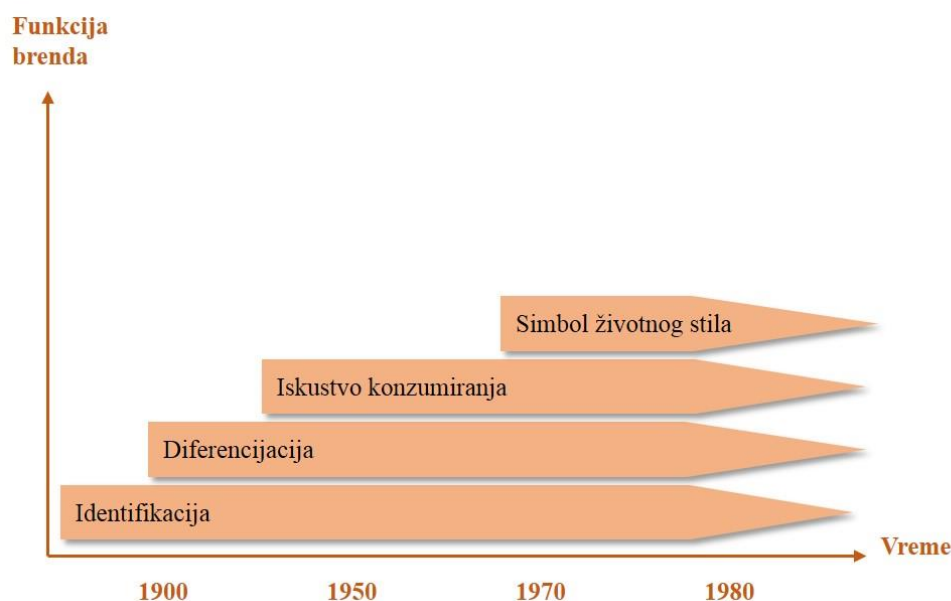 Funkcija
brenda
Simbol životnog stila
Iskustvo konzumiranja
Diferencijacija
Identifikacija
Vreme
1900 1950 1970 1980